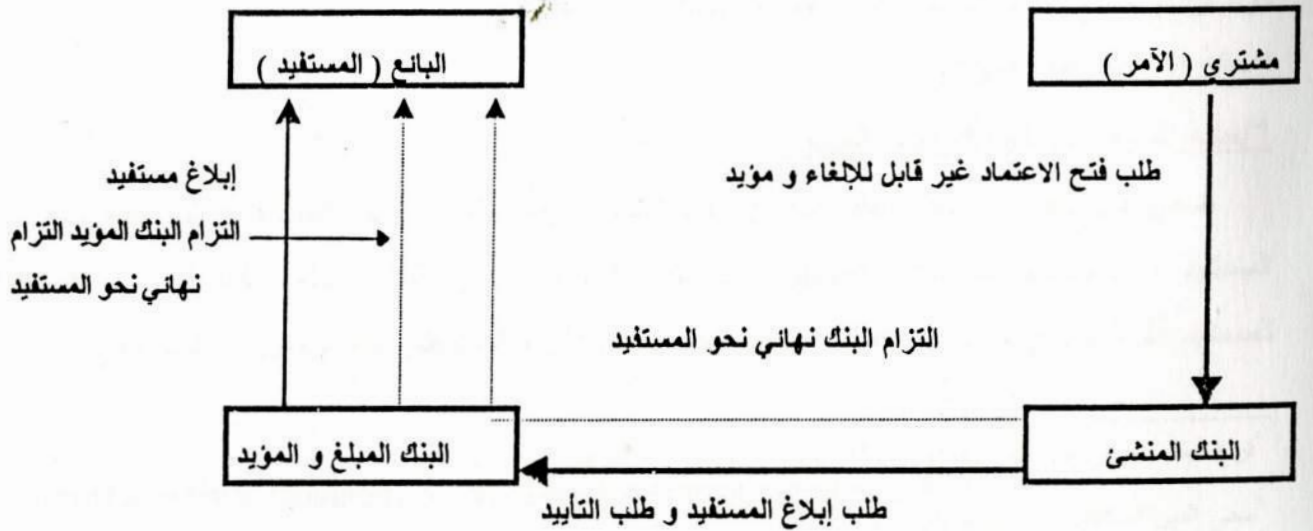 مشتري ( الآمر )
البائع ( المستفيد )
طلب فتح الاعتماد غير قابل للإلغاء و مؤيد
إبلاغ مستفيد
التزام البنك المؤيد التزام
نهائي نحو المستفيد
التزام البنك نهائي نحو المستفيد
البنك المنشئ
البنك المبلغ و المؤيد
طلب إبلاغ المستفيد و طلب التأييد